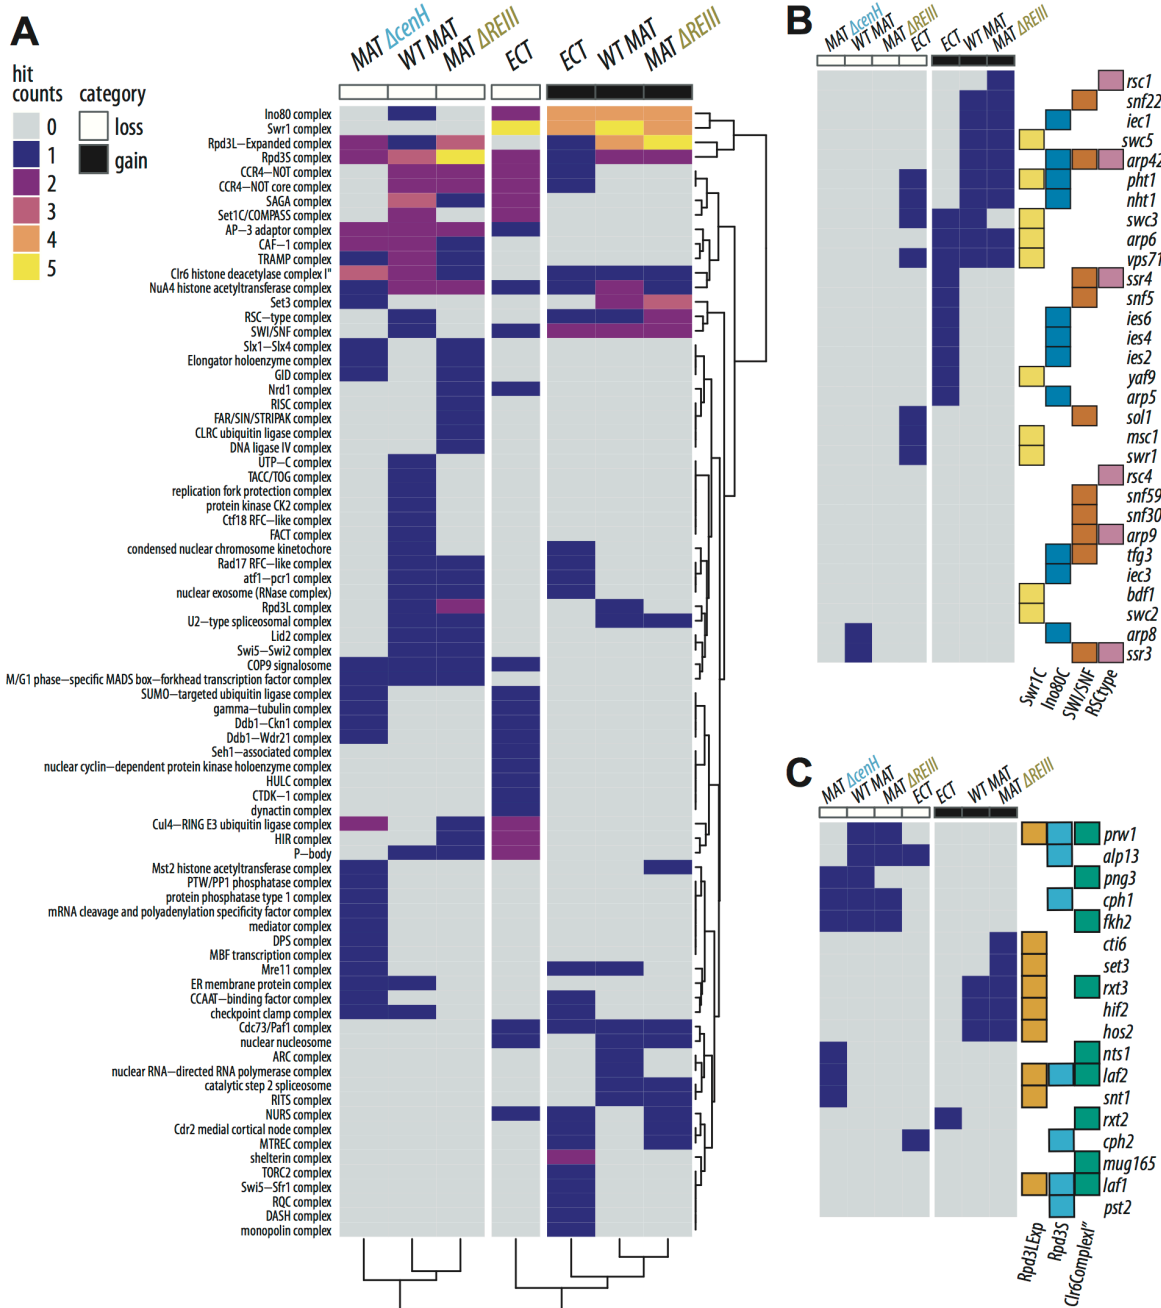 A
hit
counts
0
1
2
3
4
5
category
loss
gain
MAT ΔcenH
WT MAT
MAT ΔREIII
ECT
ECT
WT MAT
MAT ΔREIII
Ino80 complex
Swr1 complex
Rpd3L–Expanded complex
Rpd3S complex
CCR4–NOT complex
CCR4–NOT core complex
SAGA complex
Set1C/COMPASS complex
AP–3 adaptor complex
CAF–1 complex
TRAMP complex
Clr6 histone deacetylase complex I"
NuA4 histone acetyltransferase complex
Set3 complex
RSC–type complex
SWI/SNF complex
Slx1–Slx4 complex
Elongator holoenzyme complex
GID complex
Nrd1 complex
RISC complex
FAR/SIN/STRIPAK complex
CLRC ubiquitin ligase complex
DNA ligase IV complex
UTP–C complex
TACC/TOG complex
replication fork protection complex
protein kinase CK2 complex
Ctf18 RFC–like complex
FACT complex
condensed nuclear chromosome kinetochore
Rad17 RFC–like complex
atf1–pcr1 complex
nuclear exosome (RNase complex)
Rpd3L complex
U2–type spliceosomal complex
Lid2 complex
Swi5–Swi2 complex
COP9 signalosome
M/G1 phase–specific MADS box–forkhead transcription factor complex
SUMO–targeted ubiquitin ligase complex
gamma–tubulin complex
Ddb1–Ckn1 complex
Ddb1–Wdr21 complex
Seh1–associated complex
nuclear cyclin–dependent protein kinase holoenzyme complex
HULC complex
CTDK–1 complex
dynactin complex
Cul4–RING E3 ubiquitin ligase complex
HIR complex
P–body
Mst2 histone acetyltransferase complex
PTW/PP1 phosphatase complex
protein phosphatase type 1 complex
mRNA cleavage and polyadenylation specificity factor complex
mediator complex
DPS complex
MBF transcription complex
Mre11 complex
ER membrane protein complex
CCAAT–binding factor complex
checkpoint clamp complex
Cdc73/Paf1 complex
nuclear nucleosome
ARC complex
nuclear RNA–directed RNA polymerase complex
catalytic step 2 spliceosome
RITS complex
NURS complex
Cdr2 medial cortical node complex
MTREC complex
shelterin complex
TORC2 complex
Swi5–Sfr1 complex
RQC complex
DASH complex
monopolin complex
B
MAT ΔcenH
WT MAT
MAT ΔREIII
ECT
ECT
WT MAT
MAT ΔREIII
rsc1
snf22
iec1
swc5
arp42
pht1
nht1
swc3
arp6
vps71
ssr4
snf5
ies6
ies4
ies2
yaf9
arp5
sol1
msc1
swr1
rsc4
snf59
snf30
arp9
tfg3
iec3
bdf1
swc2
arp8
ssr3
Swr1C
Ino80C
SWI/SNF
RSCtype
C
MAT ΔcenH
WT MAT
MAT ΔREIII
ECT
ECT
WT MAT
MAT ΔREIII
prw1
alp13
png3
cph1
fkh2
cti6
set3
rxt3
hif2
hos2
nts1
laf2
snt1
rxt2
cph2
mug165
laf1
pst2
Rpd3LExp
Rpd3S
Clr6ComplexI"